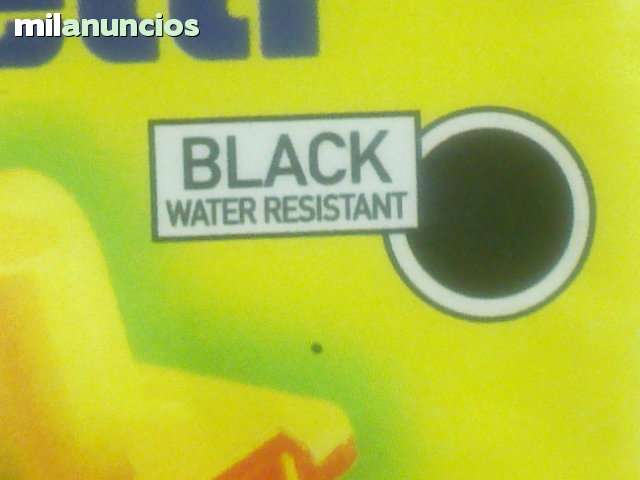 milanuncios
BLACK
WATER RESISTANT